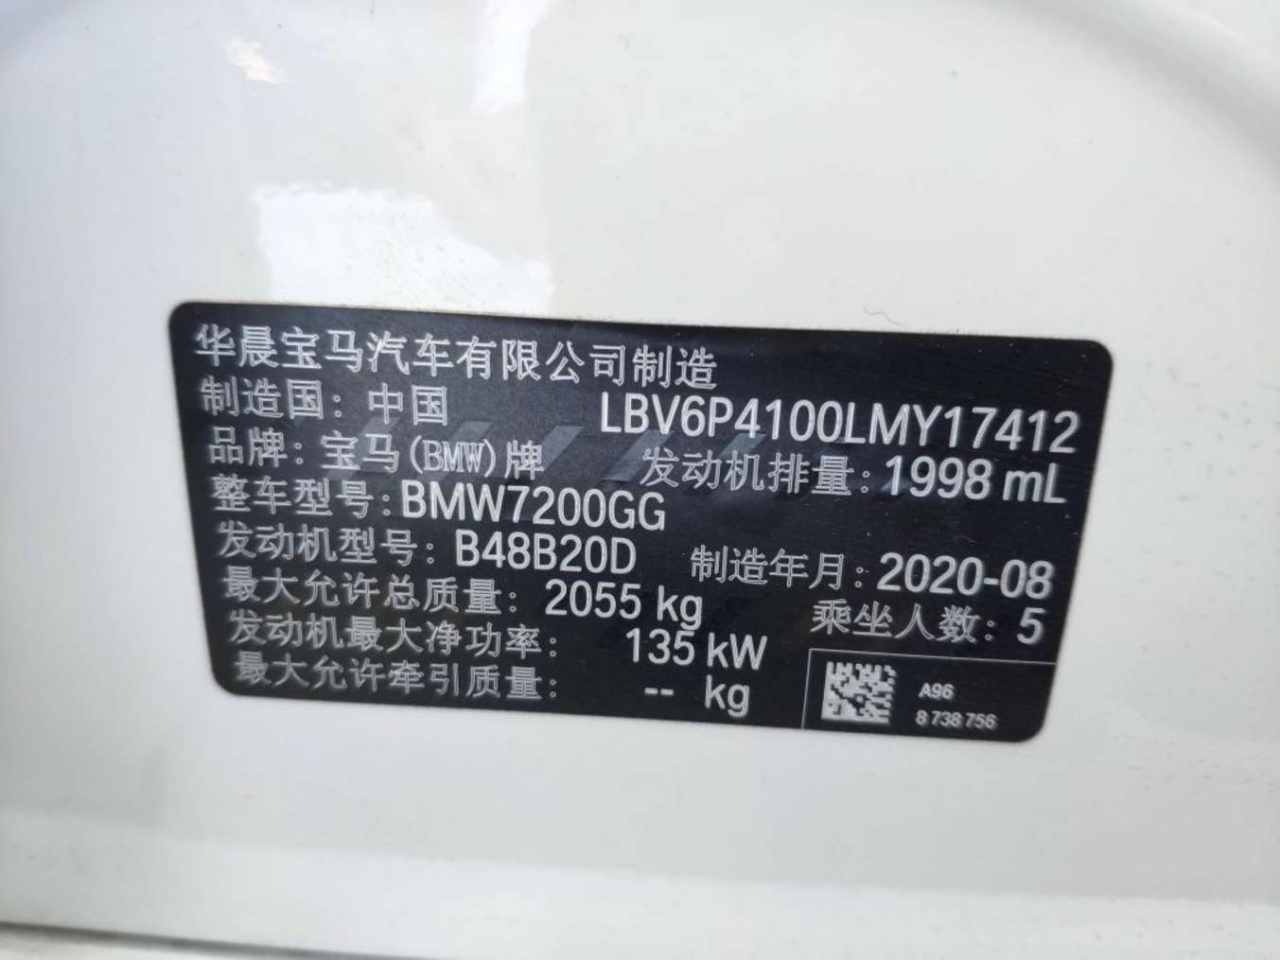 华晨宝马汽车有限公司制造
制造国：中国 LBV6P4100LMY17412
品牌：宝马(BMW)牌 发动机排量：1998 mL
整车型号：BMW7200GG
发动机型号：B48B20D 制造年月：2020-08
最大允许总质量：2055 kg 乘坐人数：5
发动机最大净功率：135 kW
最大允许牵引质量：-- kg
A96
8 738 756